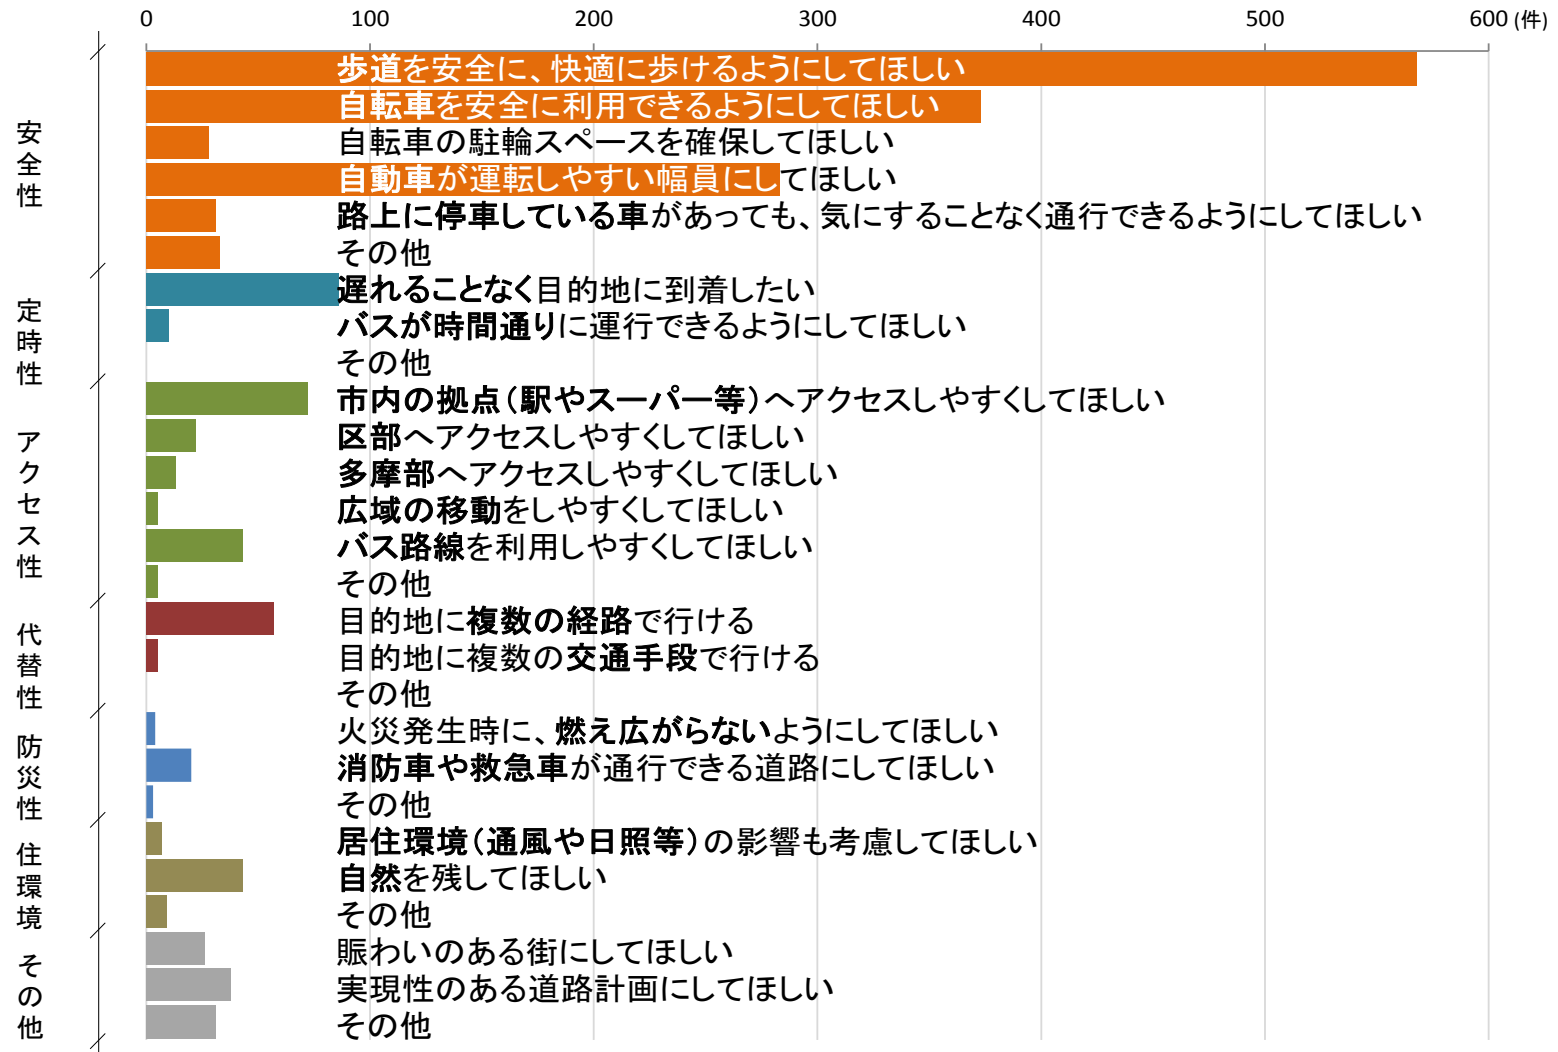 0 100 200 300 400 500 600 (件)
安全性
歩道を安全に、快適に歩けるようにしてほしい
自転車を安全に利用できるようにしてほしい
自転車の駐輪スペースを確保してほしい
自動車が運転しやすい幅員にしてほしい
路上に停車している車があっても、気にすることなく通行できるようにしてほしい
その他
定時性
遅れることなく目的地に到着したい
バスが時間通りに運行できるようにしてほしい
その他
アクセス性
市内の拠点(駅やスーパー等)へアクセスしやすくしてほしい
区部へアクセスしやすくしてほしい
多摩部へアクセスしやすくしてほしい
広域の移動をしやすくしてほしい
バス路線を利用しやすくしてほしい
その他
代替性
目的地に複数の経路で行ける
目的地に複数の交通手段で行ける
その他
防災性
火災発生時に、燃え広がらないようにしてほしい
消防車や救急車が通行できる道路にしてほしい
その他
住環境
居住環境(通風や日照等)の影響も考慮してほしい
自然を残してほしい
その他
その他
賑わいのある街にしてほしい
実現性のある道路計画にしてほしい
その他